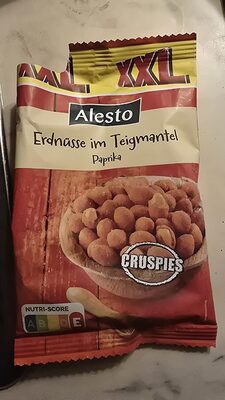 XXL
XXL
Alesto
Erdnüsse im Teigmantel
Paprika
CRUSPIES
NUTRI-SCORE
A B C D E